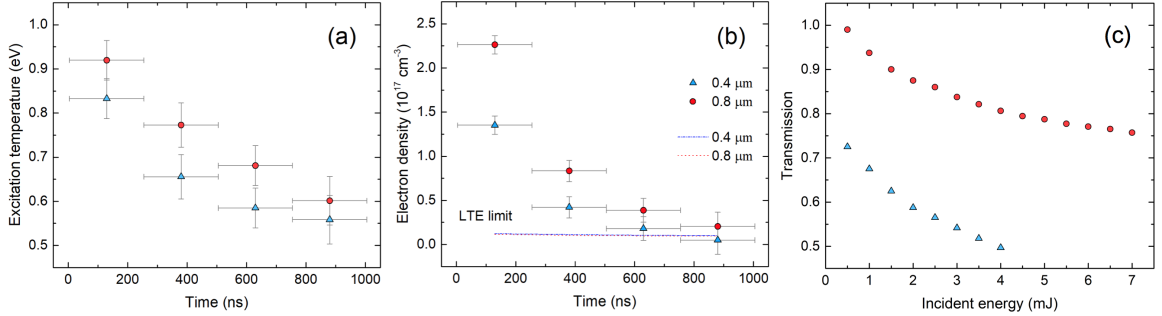 (a)
Excitation temperature (eV)
1.0
0.9
0.8
0.7
0.6
0.5
0 200 400 600 800 1000
Time (ns)
(b)
Electron density (10¹⁷ cm⁻³)
2.5
2.0
1.5
1.0
0.5
0.0
0.4 μm
0.8 μm
0.4 μm
0.8 μm
LTE limit
0 200 400 600 800 1000
Time (ns)
(c)
Transmission
1.0
0.9
0.8
0.7
0.6
0.5
0 1 2 3 4 5 6 7
Incident energy (mJ)